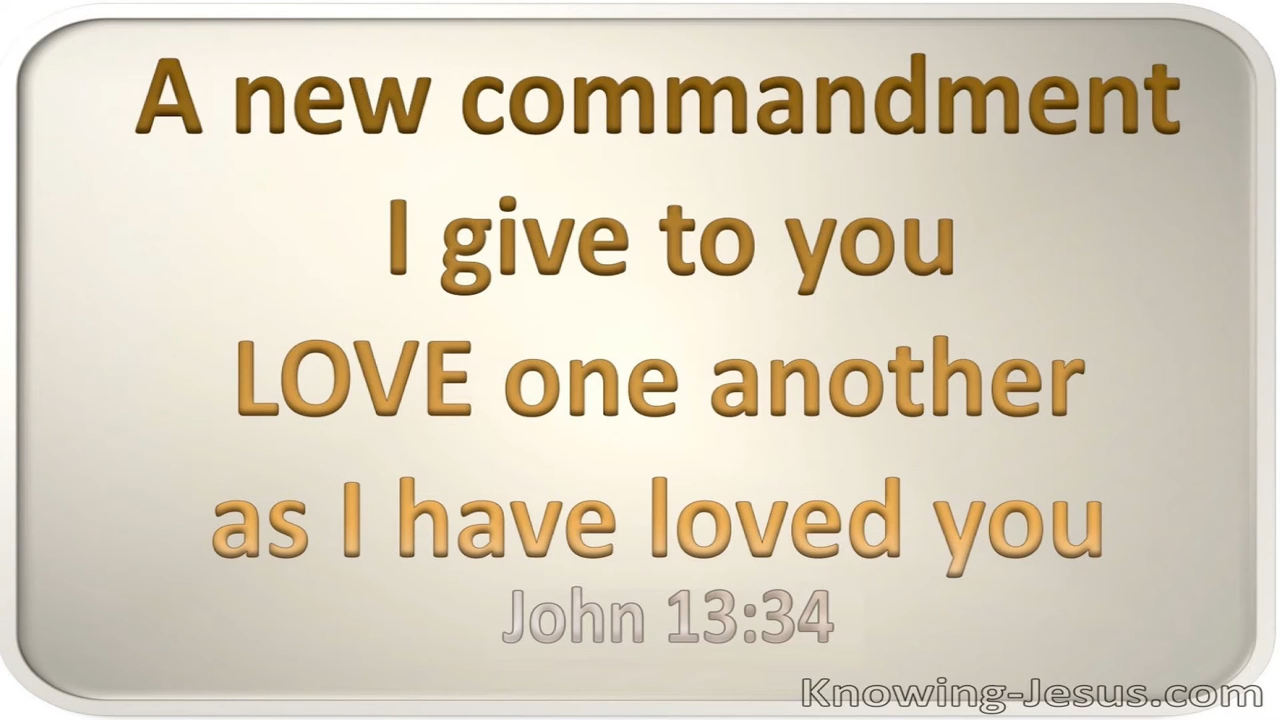 A new commandment
I give to you
LOVE one another
as I have loved you
John 13:34
Knowing-Jesus.com